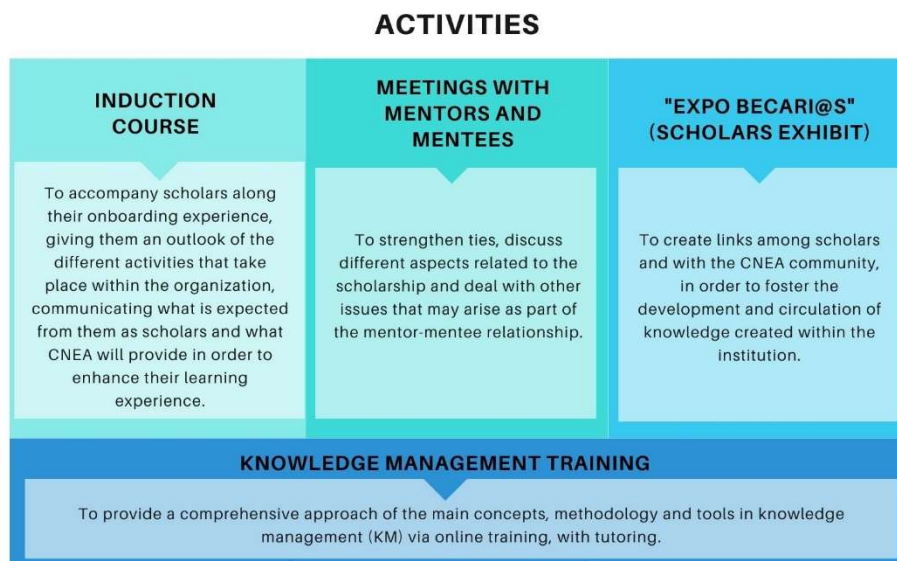 ACTIVITIES
INDUCTION
COURSE
To accompany scholars along
their onboarding experience,
giving them an outlook of the
different activities that take
place within the organization,
communicating what is expected
from them as scholars and what
CNEA will provide in order to
enhance their learning
experience.
MEETINGS WITH
MENTORS AND
MENTEES
To strengthen ties, discuss
different aspects related to the
scholarship and deal with other
issues that may arise as part of
the mentor-mentee relationship.
"EXPO BECARI@S"
(SCHOLARS EXHIBIT)
To create links among scholars
and with the CNEA community,
in order to foster the
development and circulation of
knowledge created within the
institution.
KNOWLEDGE MANAGEMENT TRAINING
To provide a comprehensive approach of the main concepts, methodology and tools in knowledge
management (KM) via online training, with tutoring.